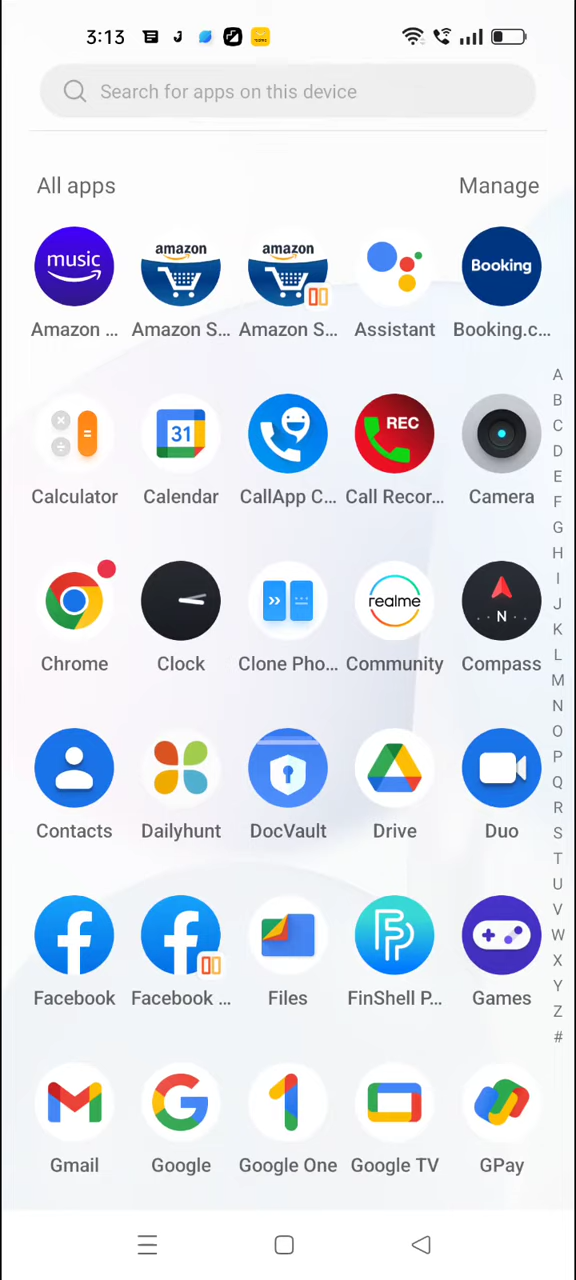 3:13
Search for apps on this device
All apps
Manage
music
amazon
amazon
Booking
Amazon ...
Amazon S...
Amazon S...
Assistant
Booking.c...
31
REC
Calculator
Calendar
CallApp C...
Call Recor...
Camera
realme
N
Chrome
Clock
Clone Pho...
Community
Compass
Contacts
Dailyhunt
DocVault
Drive
Duo
Facebook
Facebook ...
Files
FinShell P...
Games
Gmail
Google
Google One
Google TV
GPay
A
B
C
D
E
F
G
H
I
J
K
L
M
N
O
P
Q
R
S
T
U
V
W
X
Y
Z
#